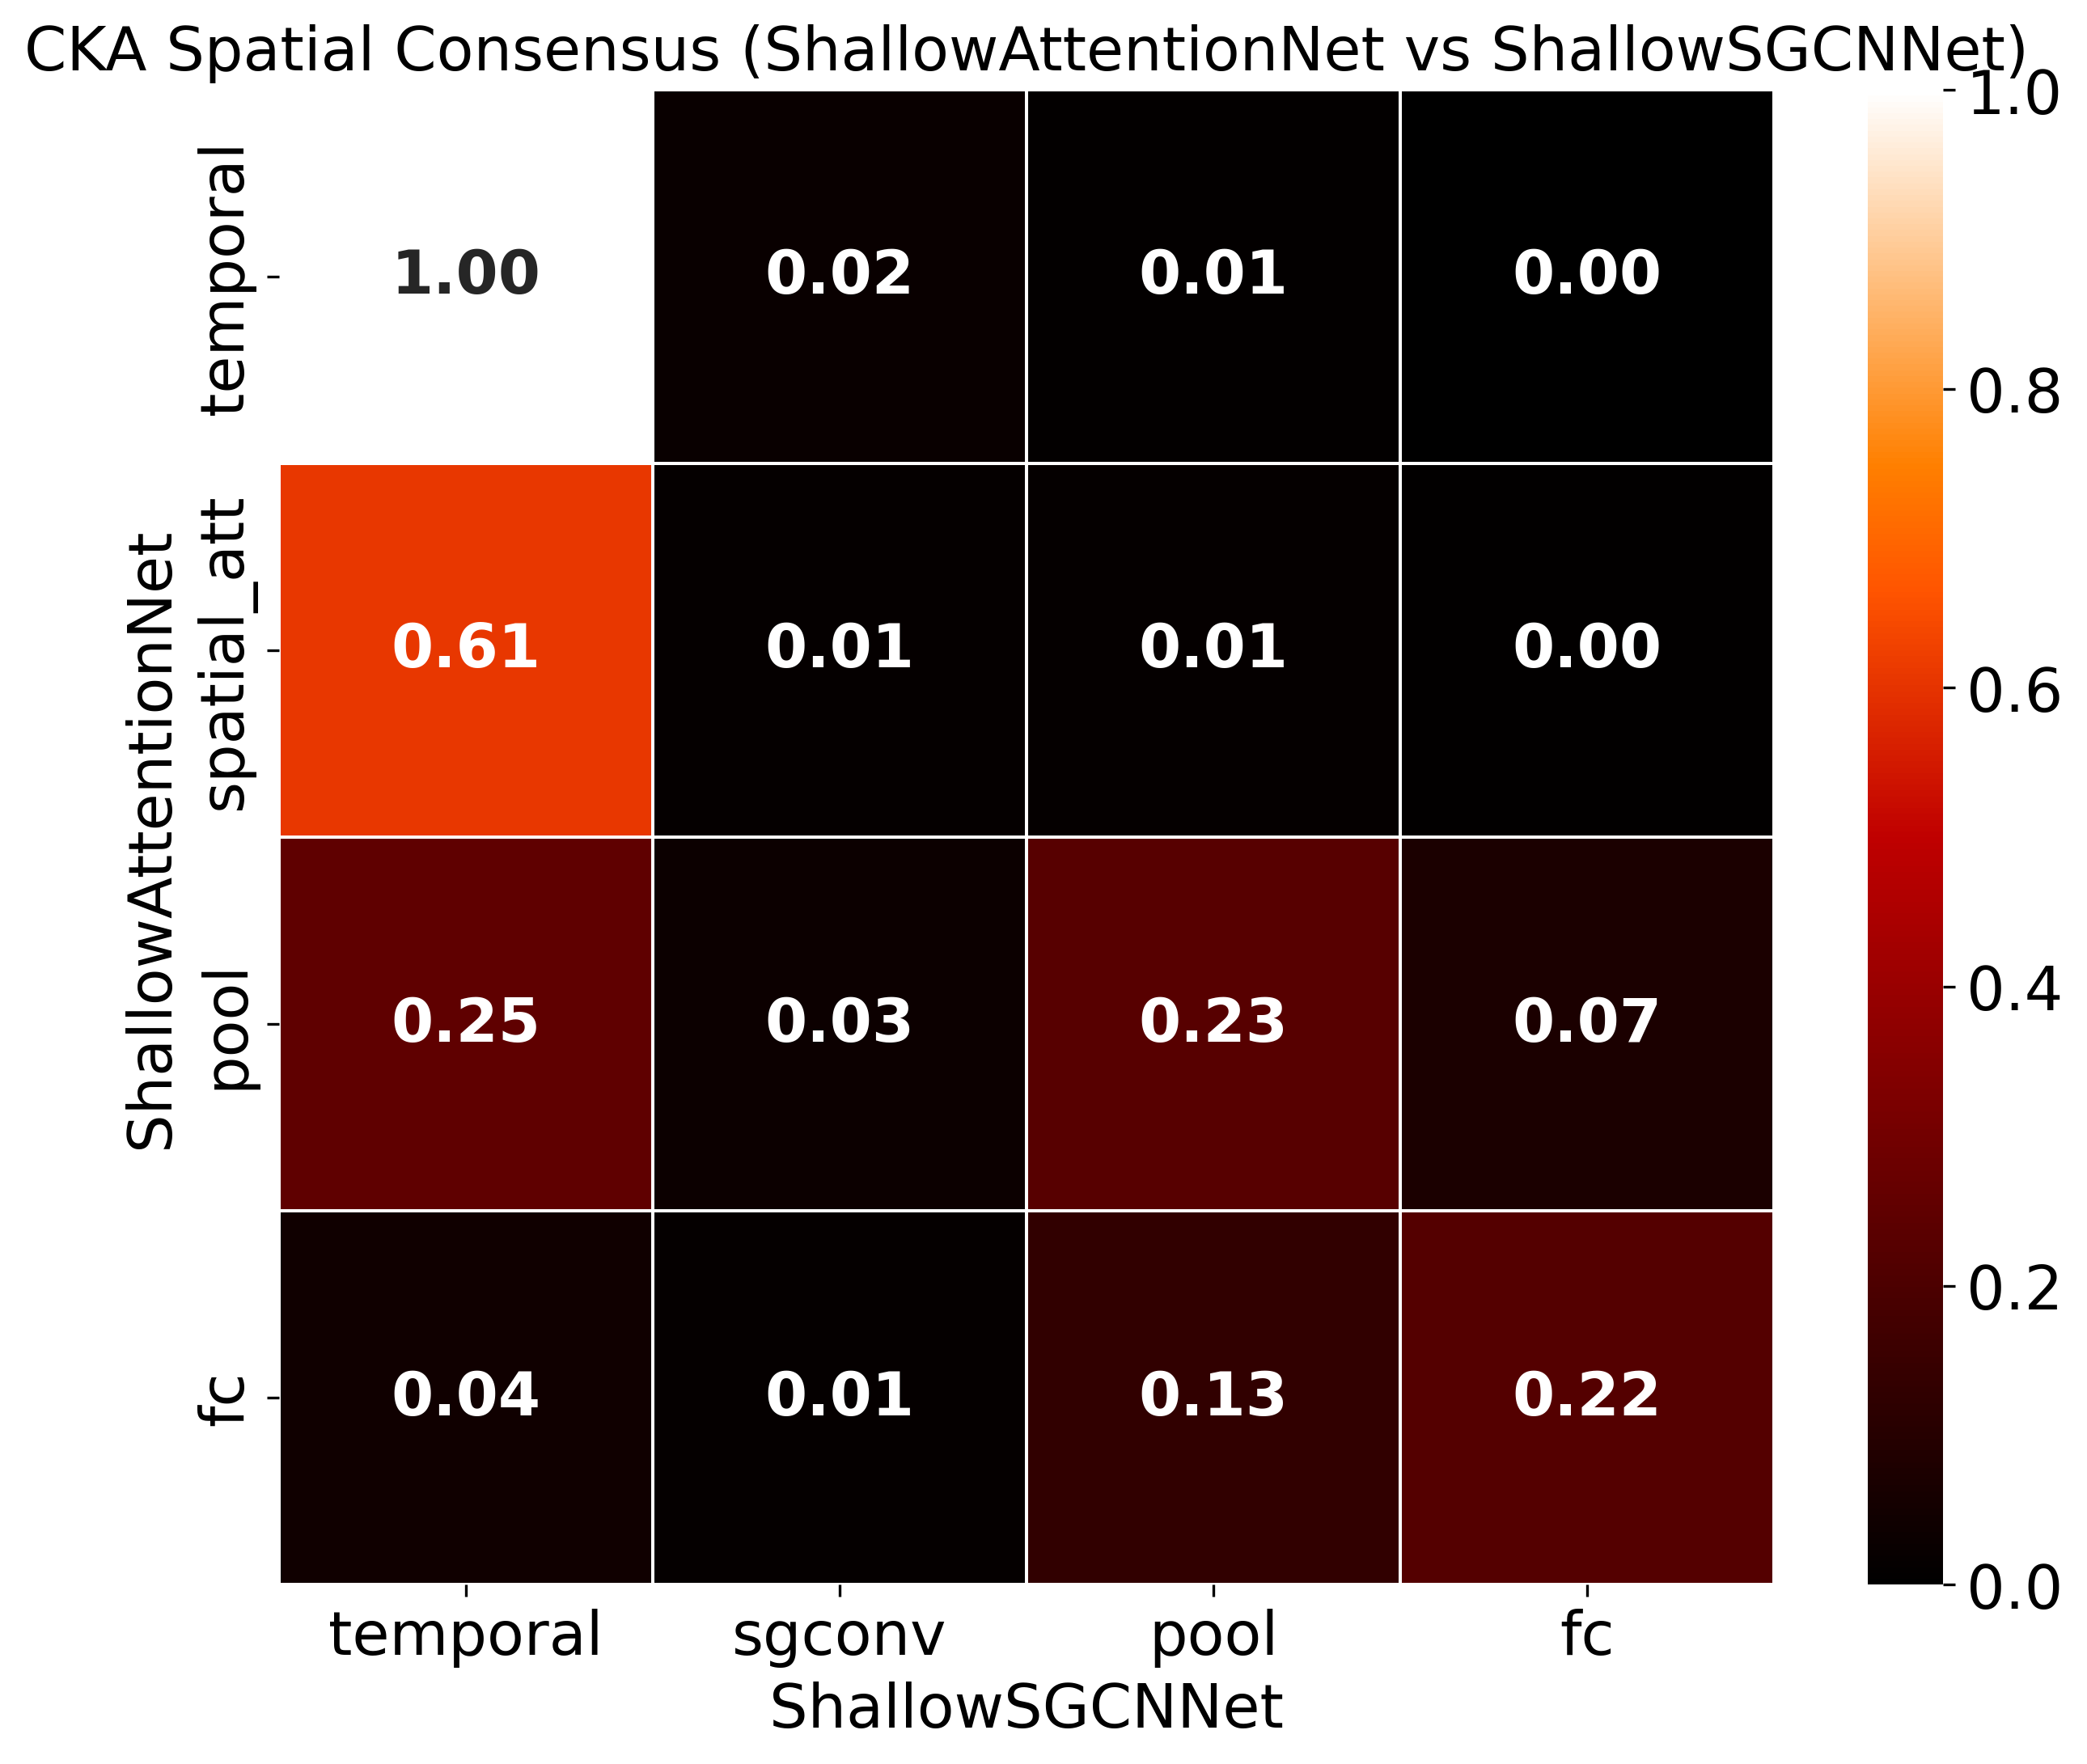 CKA Spatial Consensus (ShallowAttentionNet vs ShallowSGCNNet)
ShallowAttentionNet
temporal
1.00 0.02 0.01 0.00
spatial_att
0.61 0.01 0.01 0.00
pool
0.25 0.03 0.23 0.07
fc
0.04 0.01 0.13 0.22
temporal sgconv pool fc
ShallowSGCNNet
1.0
0.8
0.6
0.4
0.2
0.0